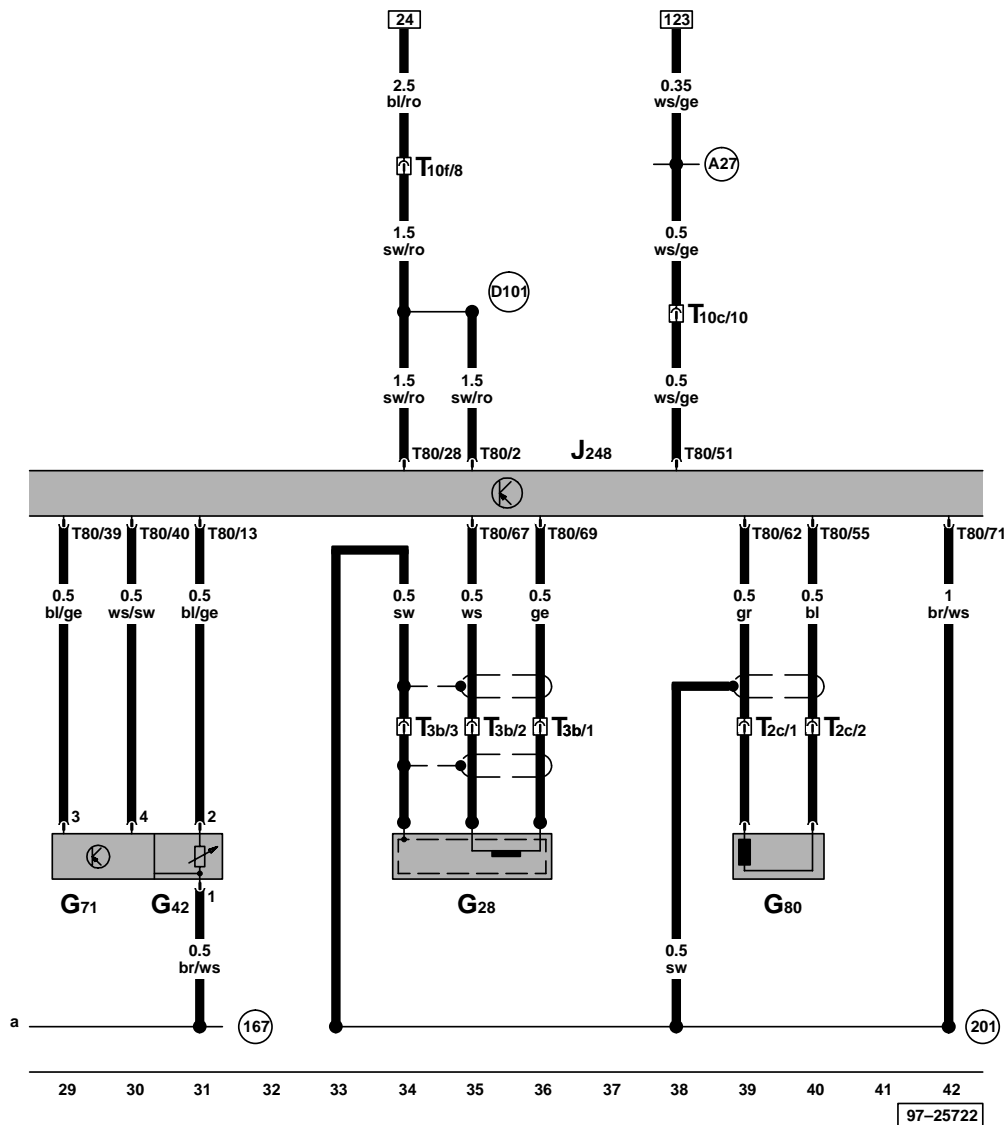 24 123
2.5 0.35
bl/ro ws/ge
T10f/8 A27
1.5 0.5
sw/ro ws/ge
D101
T10c/10
1.5 1.5 0.5
sw/ro sw/ro ws/ge
T80/28 T80/2 J248 T80/51
T80/39 T80/40 T80/13 T80/67 T80/69 T80/62 T80/55 T80/71
0.5 0.5 0.5 0.5 0.5 0.5 0.5 0.5 1
bl/ge ws/sw bl/ge sw ws ge gr bl br/ws
T3b/3 T3b/2 T3b/1 T2c/1 T2c/2
3 4 2
G71 G42 1 G28 G80
0.5 0.5
br/ws sw
a 167 201
29 30 31 32 33 34 35 36 37 38 39 40 41 42
97–25722